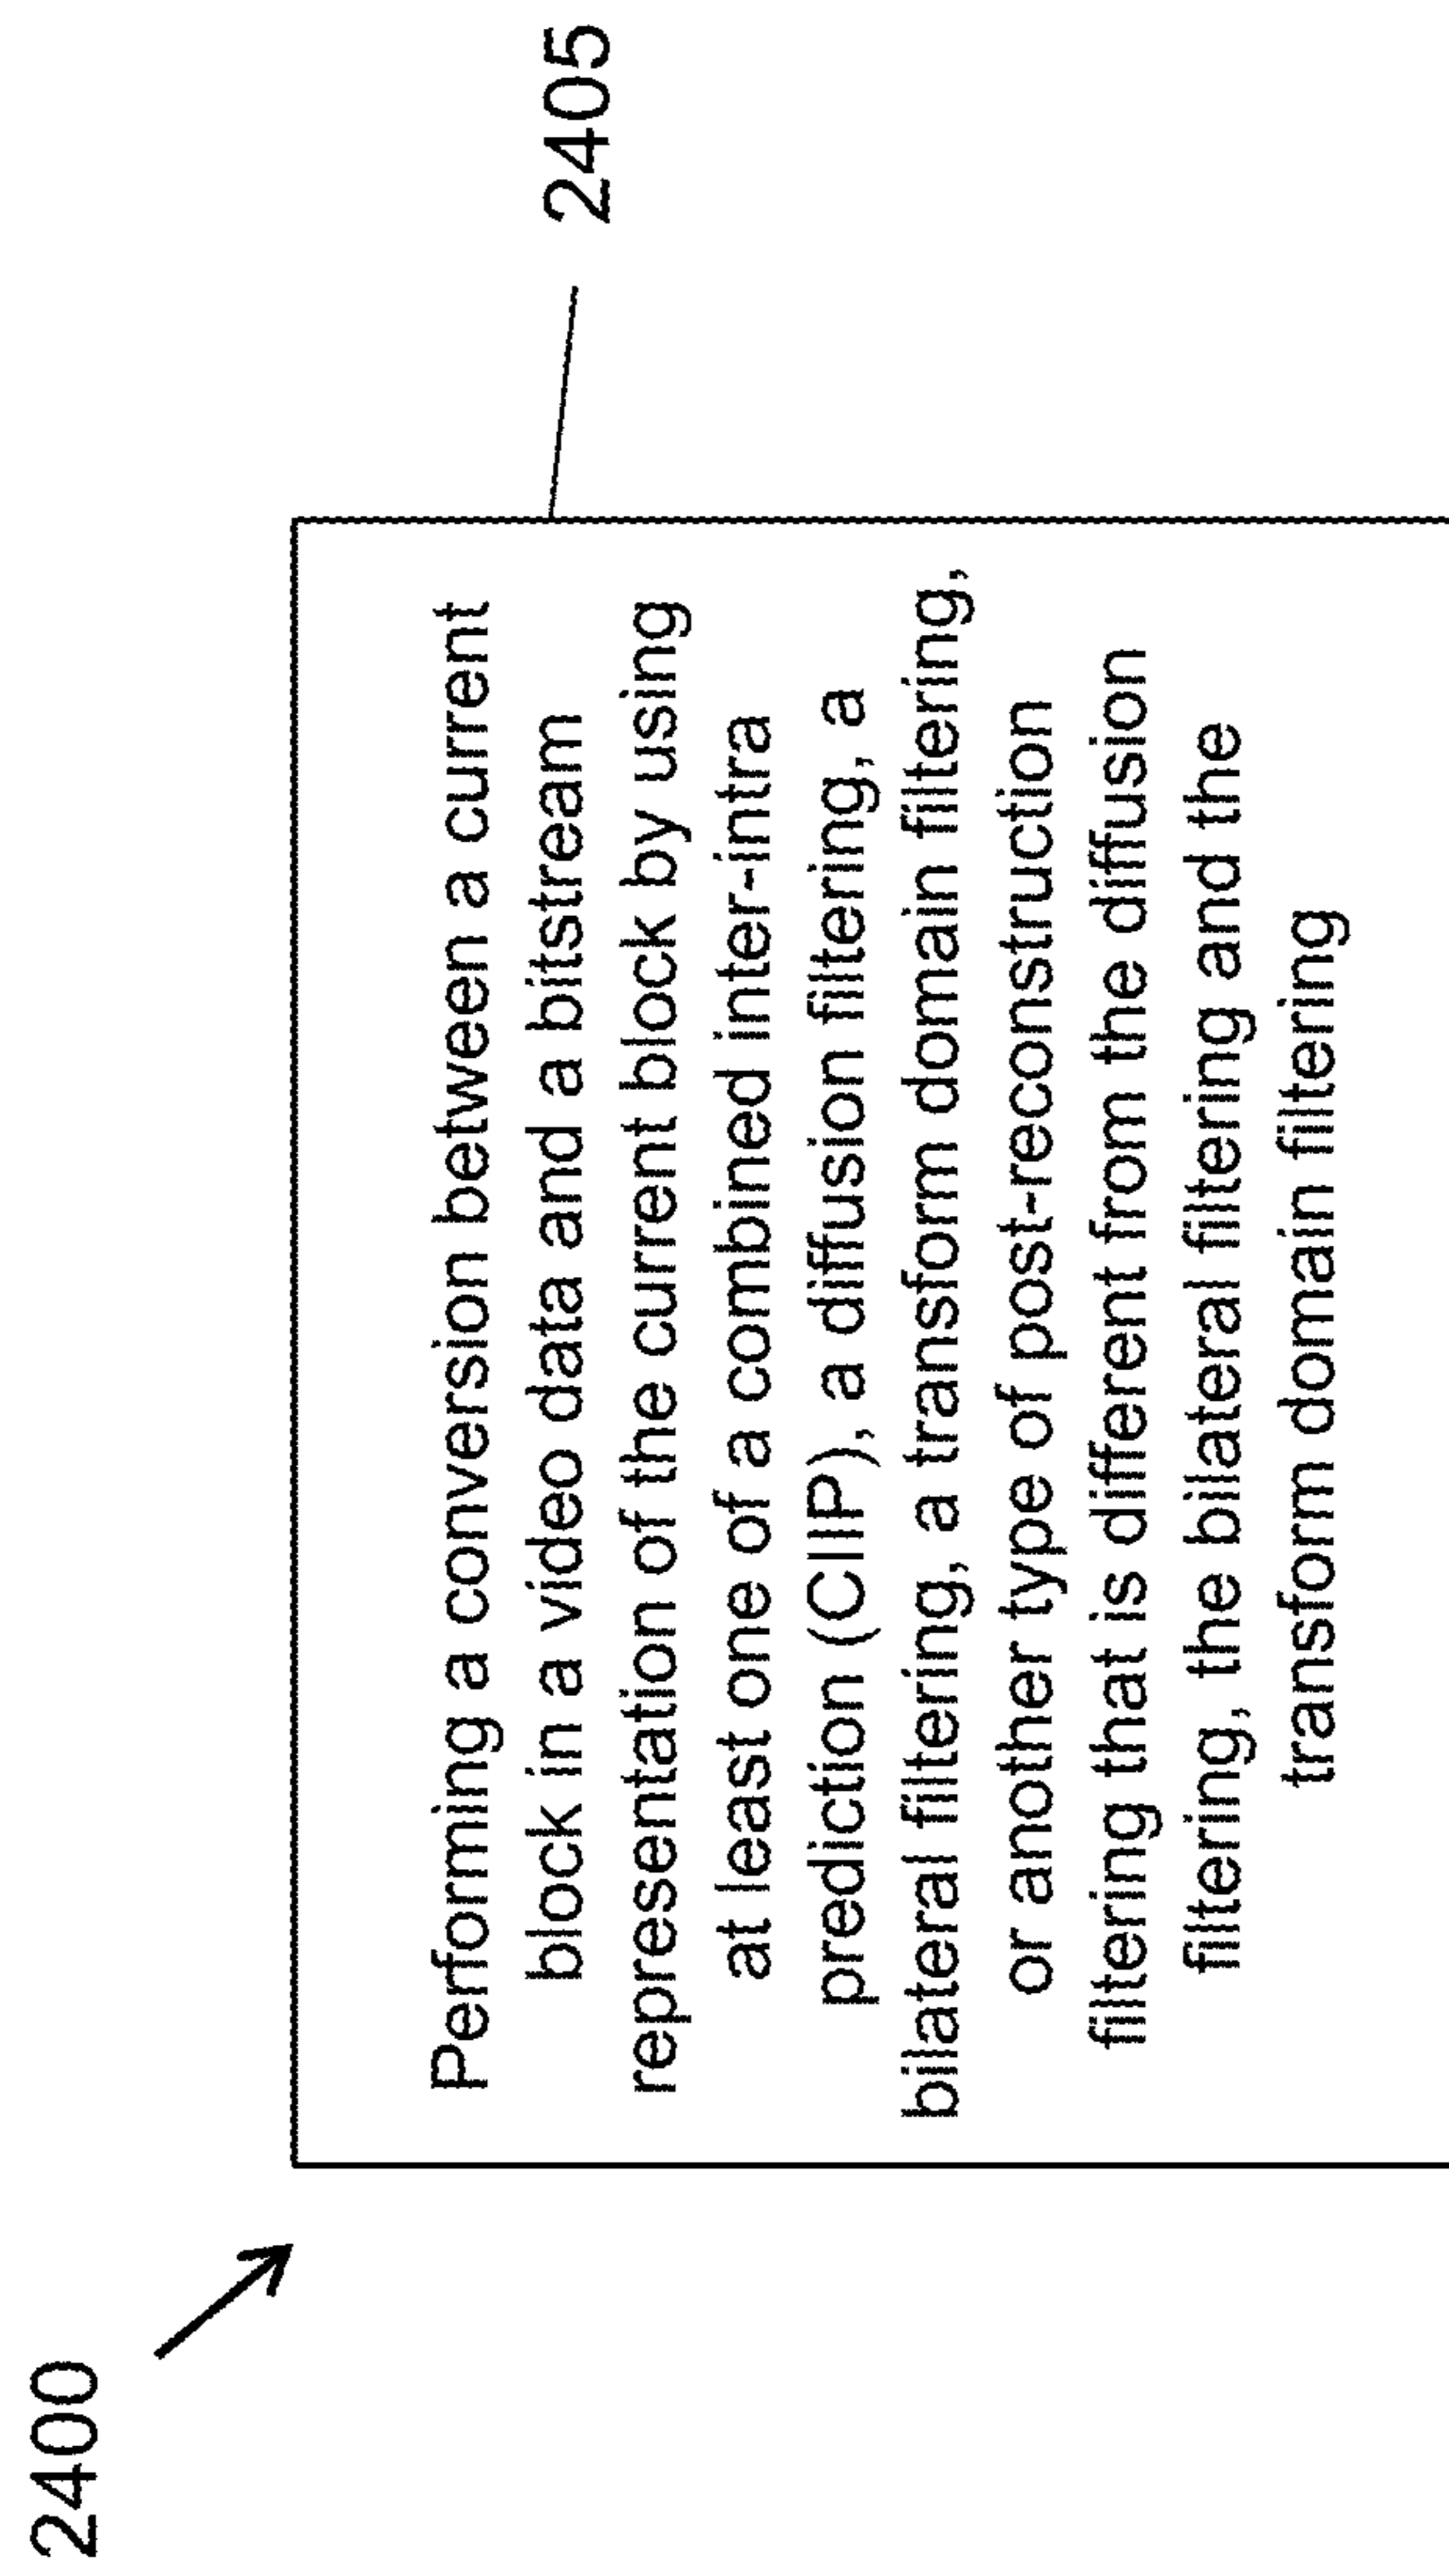 2400
2405
Performing a conversion between a current
block in a video data and a bitstream
representation of the current block by using
at least one of a combined inter-intra
prediction (CIIP), a diffusion filtering, a
bilateral filtering, a transform domain filtering,
or another type of post-reconstruction
filtering that is different from the diffusion
filtering, the bilateral filtering and the
transform domain filtering